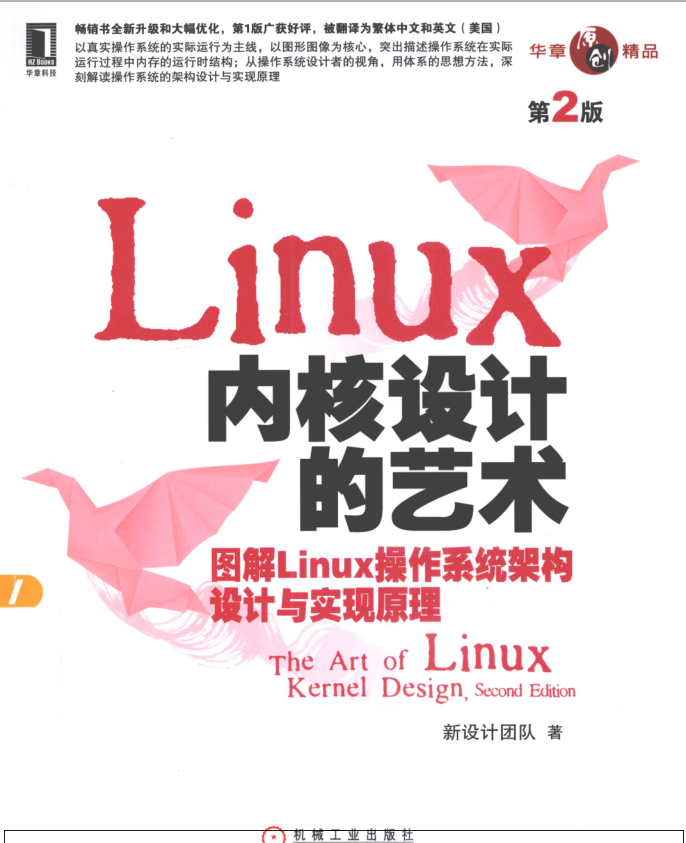 畅销书全新升级和大幅优化，第1版广获好评，被翻译为繁体中文和英文（美国）
以真实操作系统的实际运行为主线，以图形图像为核心，突出描述操作系统在实际
运行过程中内存的运行时结构；从操作系统设计者的视角，用体系的思想方法，深
刻解读操作系统的架构设计与实现原理
HZ BOOKS
华章科技
华章原创精品
第2版
Linux
内核设计
的艺术
图解Linux操作系统架构
设计与实现原理
The Art of Linux
Kernel Design, Second Edition
新设计团队 著
机械工业出版社